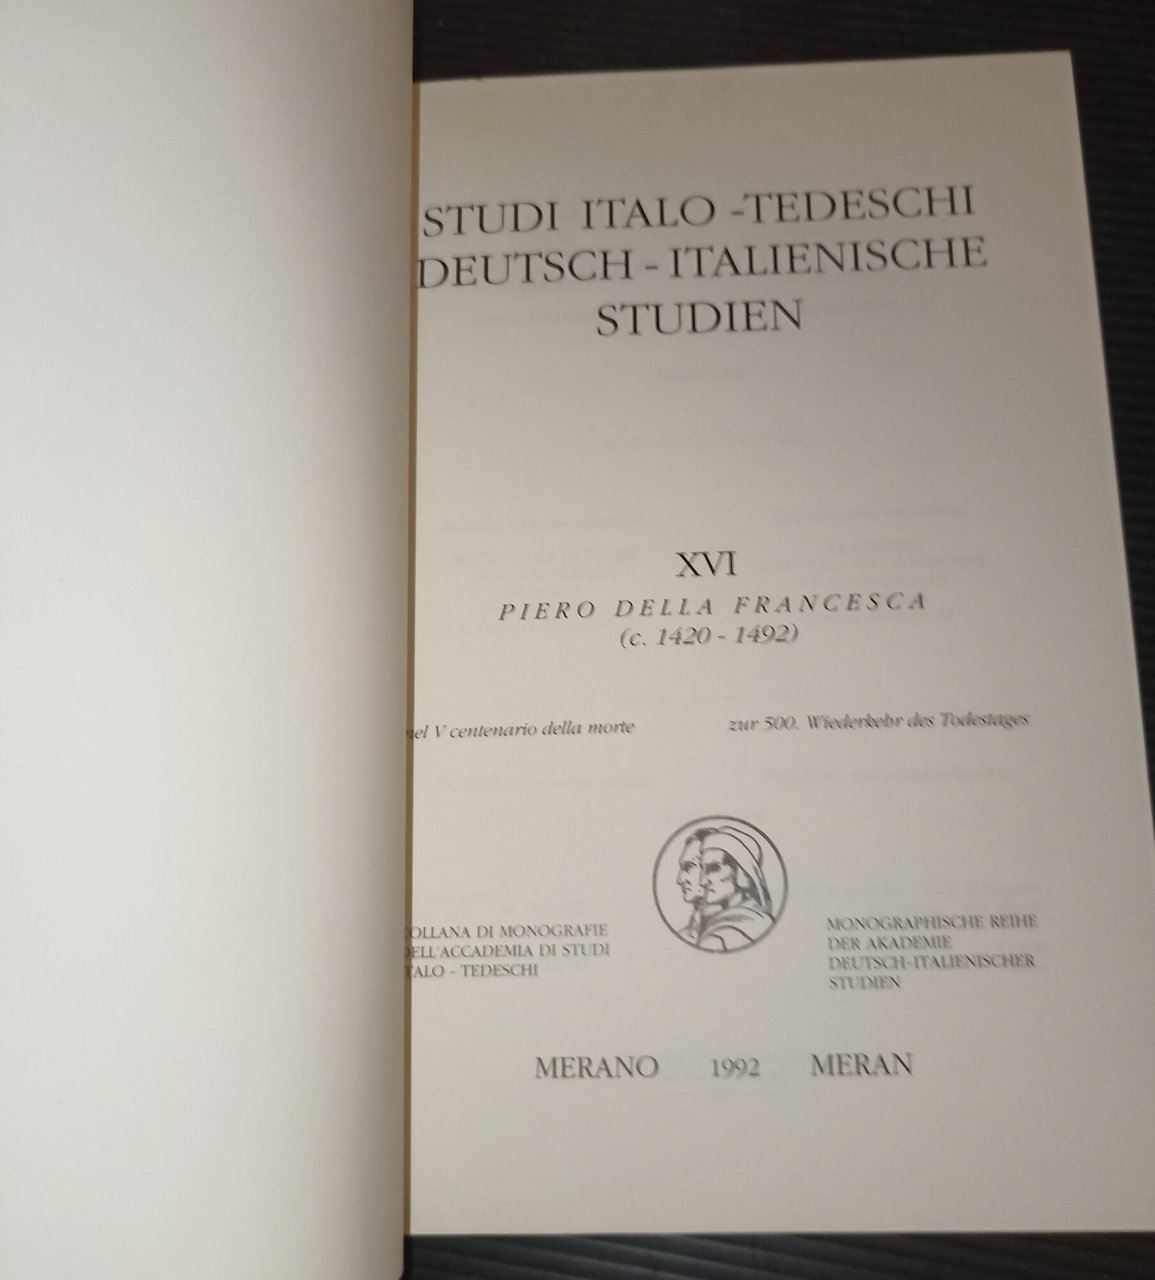 STUDI ITALO - TEDESCHI
DEUTSCH - ITALIENISCHE
STUDIEN
XVI
PIERO DELLA FRANCESCA
(c. 1420 - 1492)
nel V centenario della morte
zur 500. Wiederkehr des Todestages
OLLANA DI MONOGRAFIE
DELL'ACCADEMIA DI STUDI
ITALO - TEDESCHI
MONOGRAPHISCHE REIHE
DER AKADEMIE
DEUTSCH-ITALIENISCHER
STUDIEN
MERANO 1992 MERAN